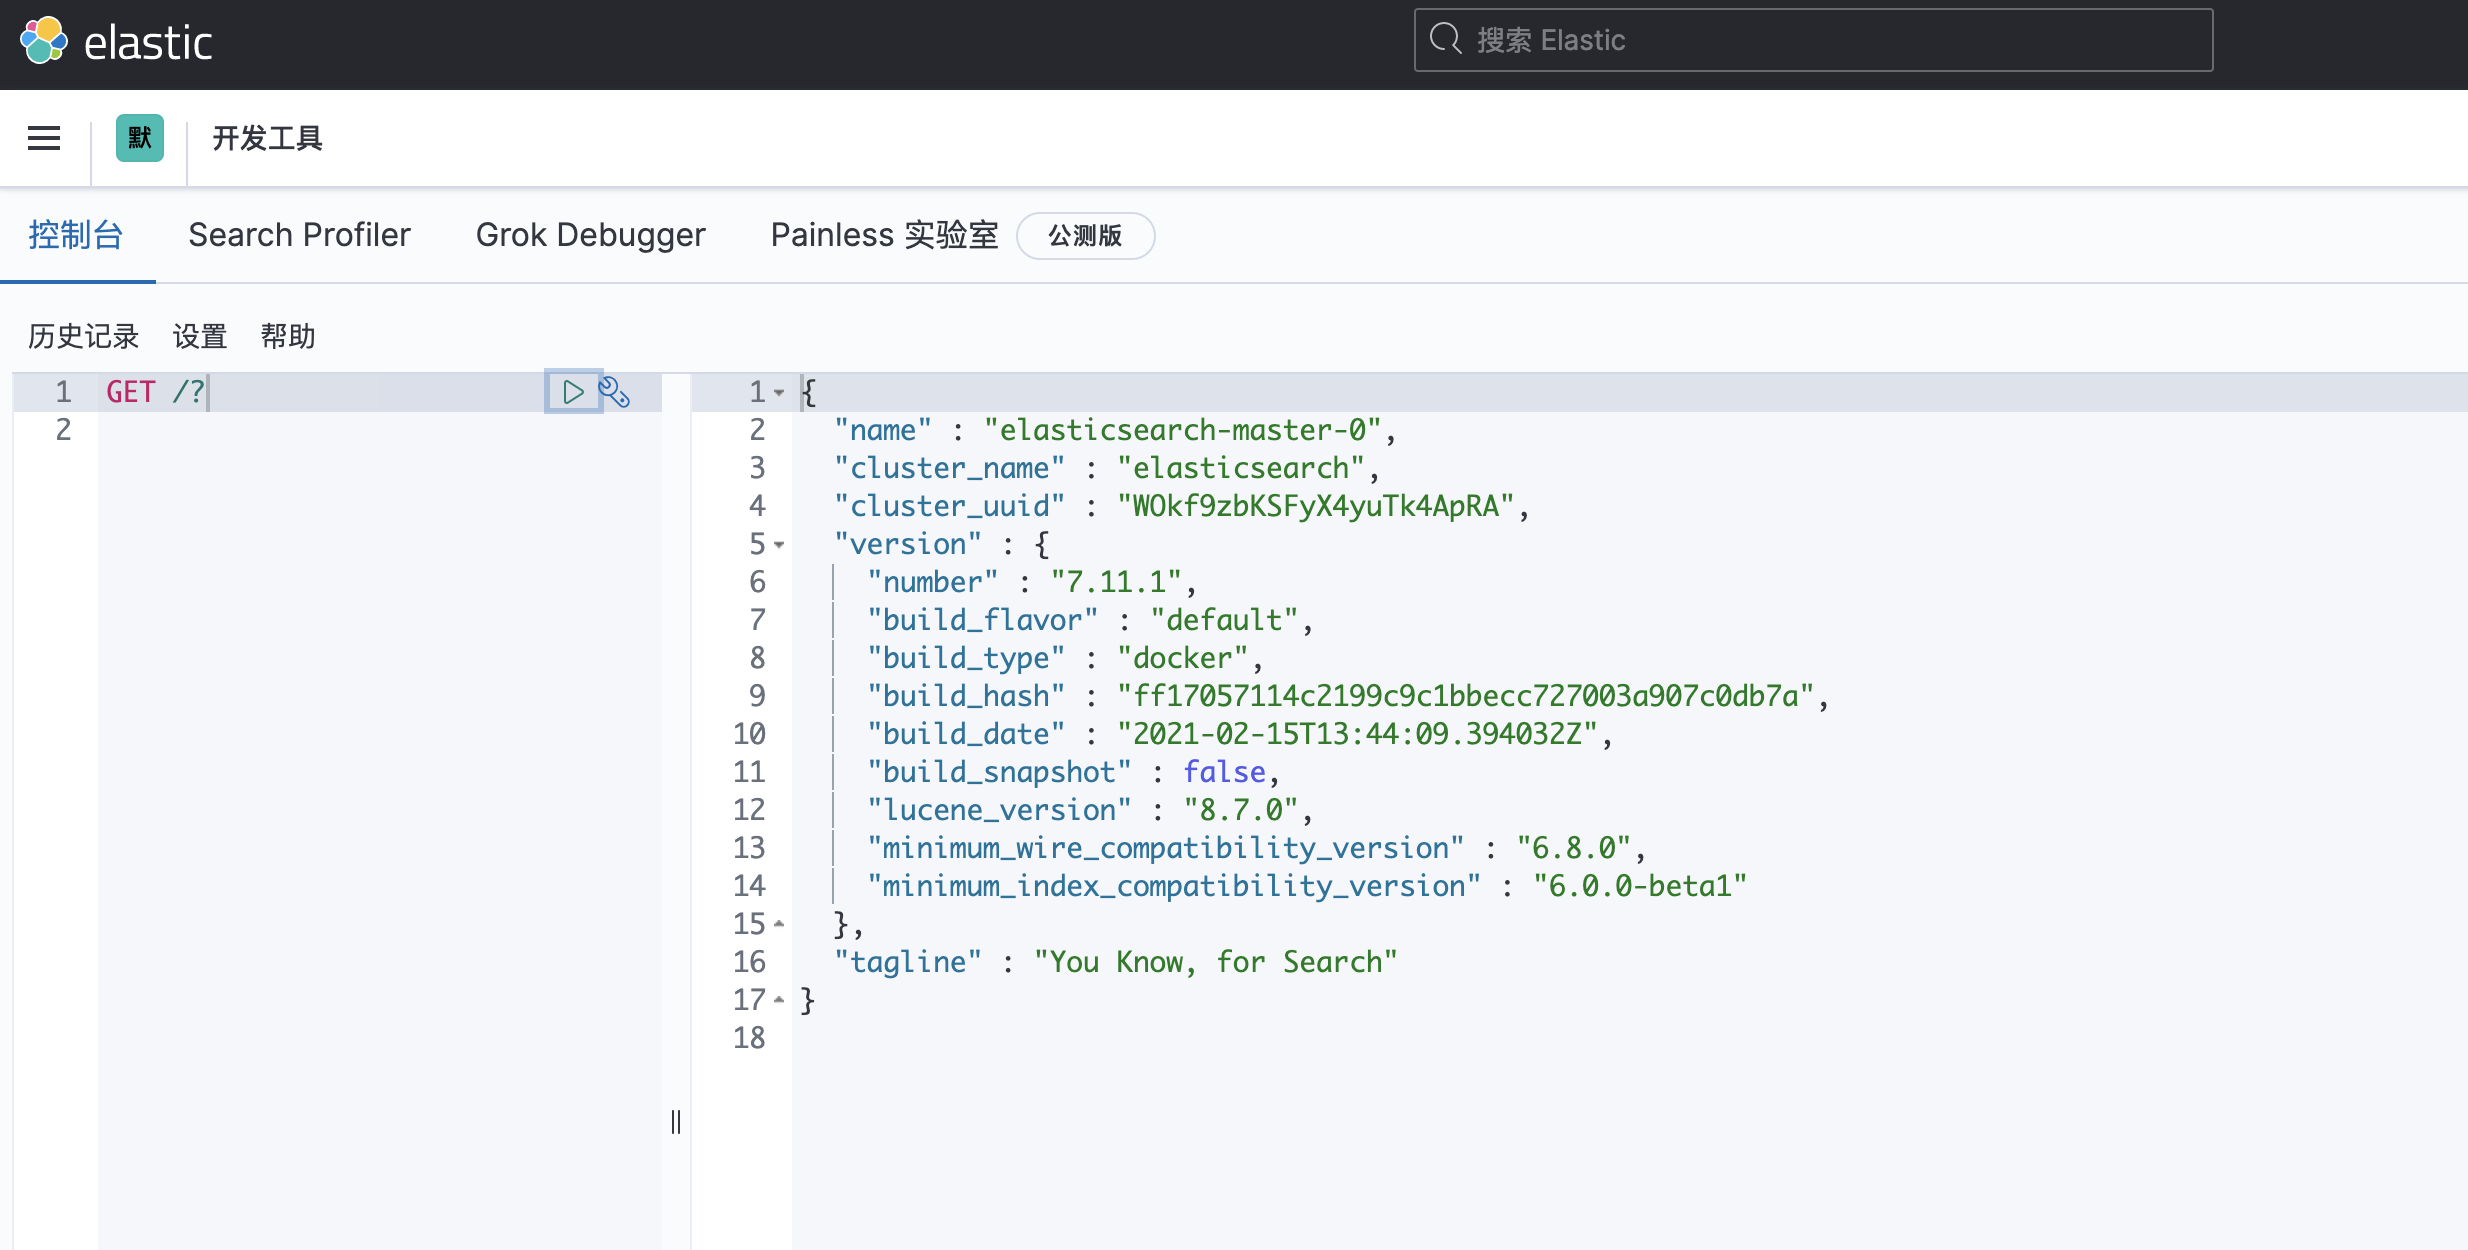 elastic
搜索 Elastic
默
开发工具
控制台 Search Profiler Grok Debugger Painless 实验室 公测版
历史记录 设置 帮助
1 GET /?
2
1 {
2 "name" : "elasticsearch-master-0",
3 "cluster_name" : "elasticsearch",
4 "cluster_uuid" : "WOkf9zbKSFyX4yuTk4ApRA",
5 "version" : {
6 "number" : "7.11.1",
7 "build_flavor" : "default",
8 "build_type" : "docker",
9 "build_hash" : "ff17057114c2199c9c1bbecc727003a907c0db7a",
10 "build_date" : "2021-02-15T13:44:09.394032Z",
11 "build_snapshot" : false,
12 "lucene_version" : "8.7.0",
13 "minimum_wire_compatibility_version" : "6.8.0",
14 "minimum_index_compatibility_version" : "6.0.0-beta1"
15 },
16 "tagline" : "You Know, for Search"
17 }
18